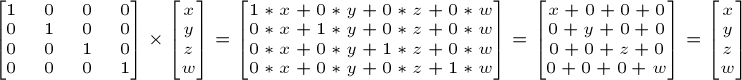 [1 0 0 0] [x] [1 * x + 0 * y + 0 * z + 0 * w] [x + 0 + 0 + 0] [x]
[0 1 0 0] × [y] = [0 * x + 1 * y + 0 * z + 0 * w] = [0 + y + 0 + 0] = [y]
[0 0 1 0] [z] [0 * x + 0 * y + 1 * z + 0 * w] [0 + 0 + z + 0] [z]
[0 0 0 1] [w] [0 * x + 0 * y + 0 * z + 1 * w] [0 + 0 + 0 + w] [w]